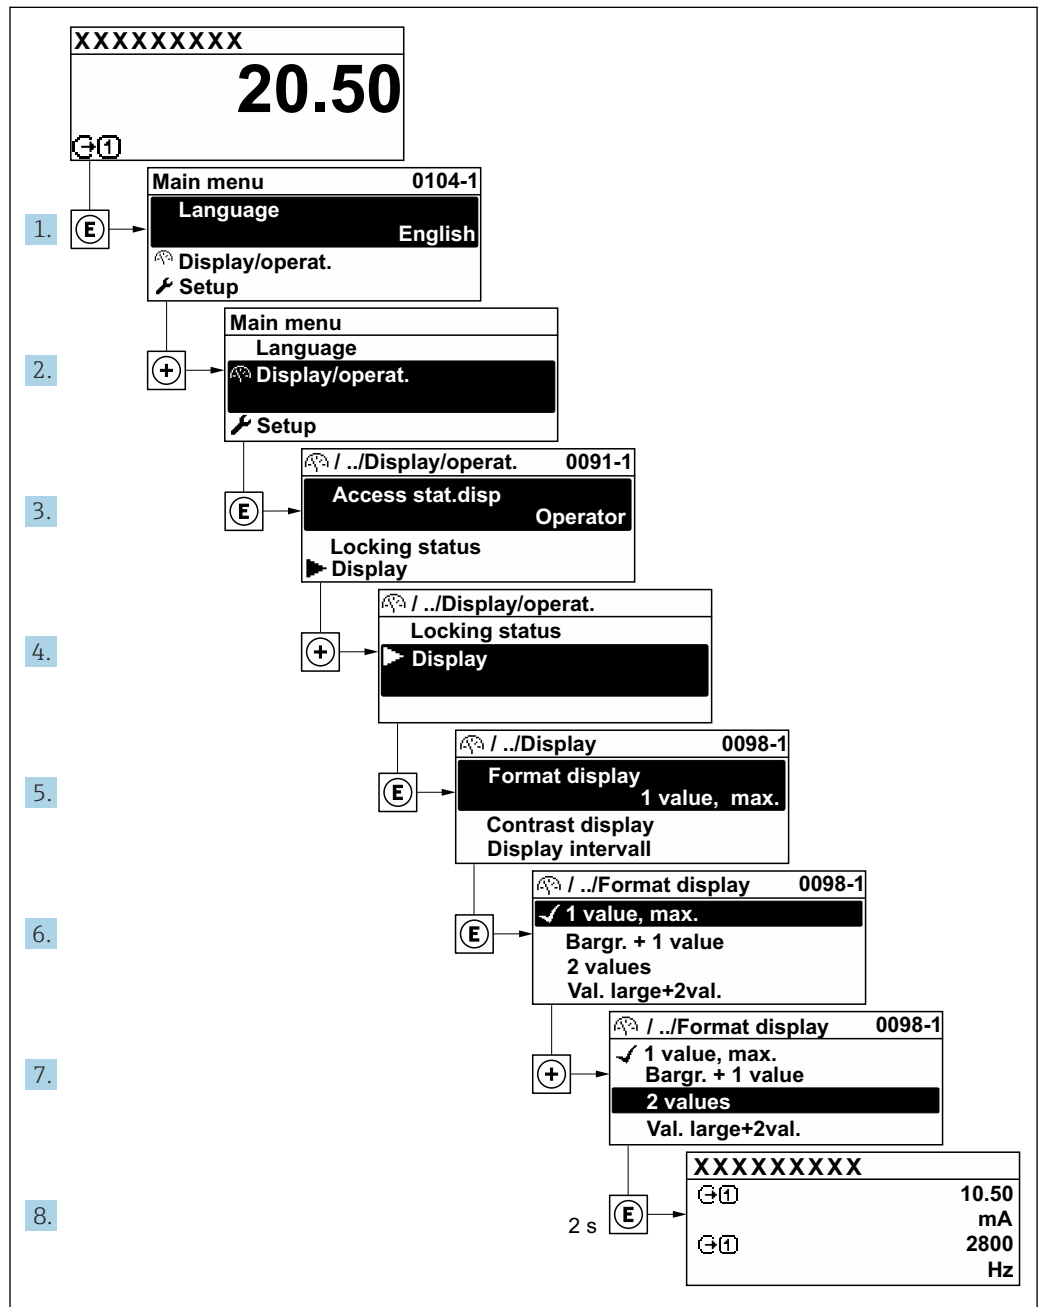 XXXXXXXXX
20.50
1
Main menu 0104-1
1. E Language
English
Display/operat.
Setup
Main menu
Language
2. + Display/operat.
Setup
/ ../Display/operat. 0091-1
3. E Access stat.disp
Operator
Locking status
Display
/ ../Display/operat.
Locking status
4. + Display
/ ../Display 0098-1
5. E Format display
1 value, max.
Contrast display
Display intervall
/ ../Format display 0098-1
1 value, max.
6. E Bargr. + 1 value
2 values
Val. large+2val.
/ ../Format display 0098-1
1 value, max.
7. + Bargr. + 1 value
2 values
Val. large+2val.
XXXXXXXXX
1 10.50
8. 2 s E mA
1 2800
Hz